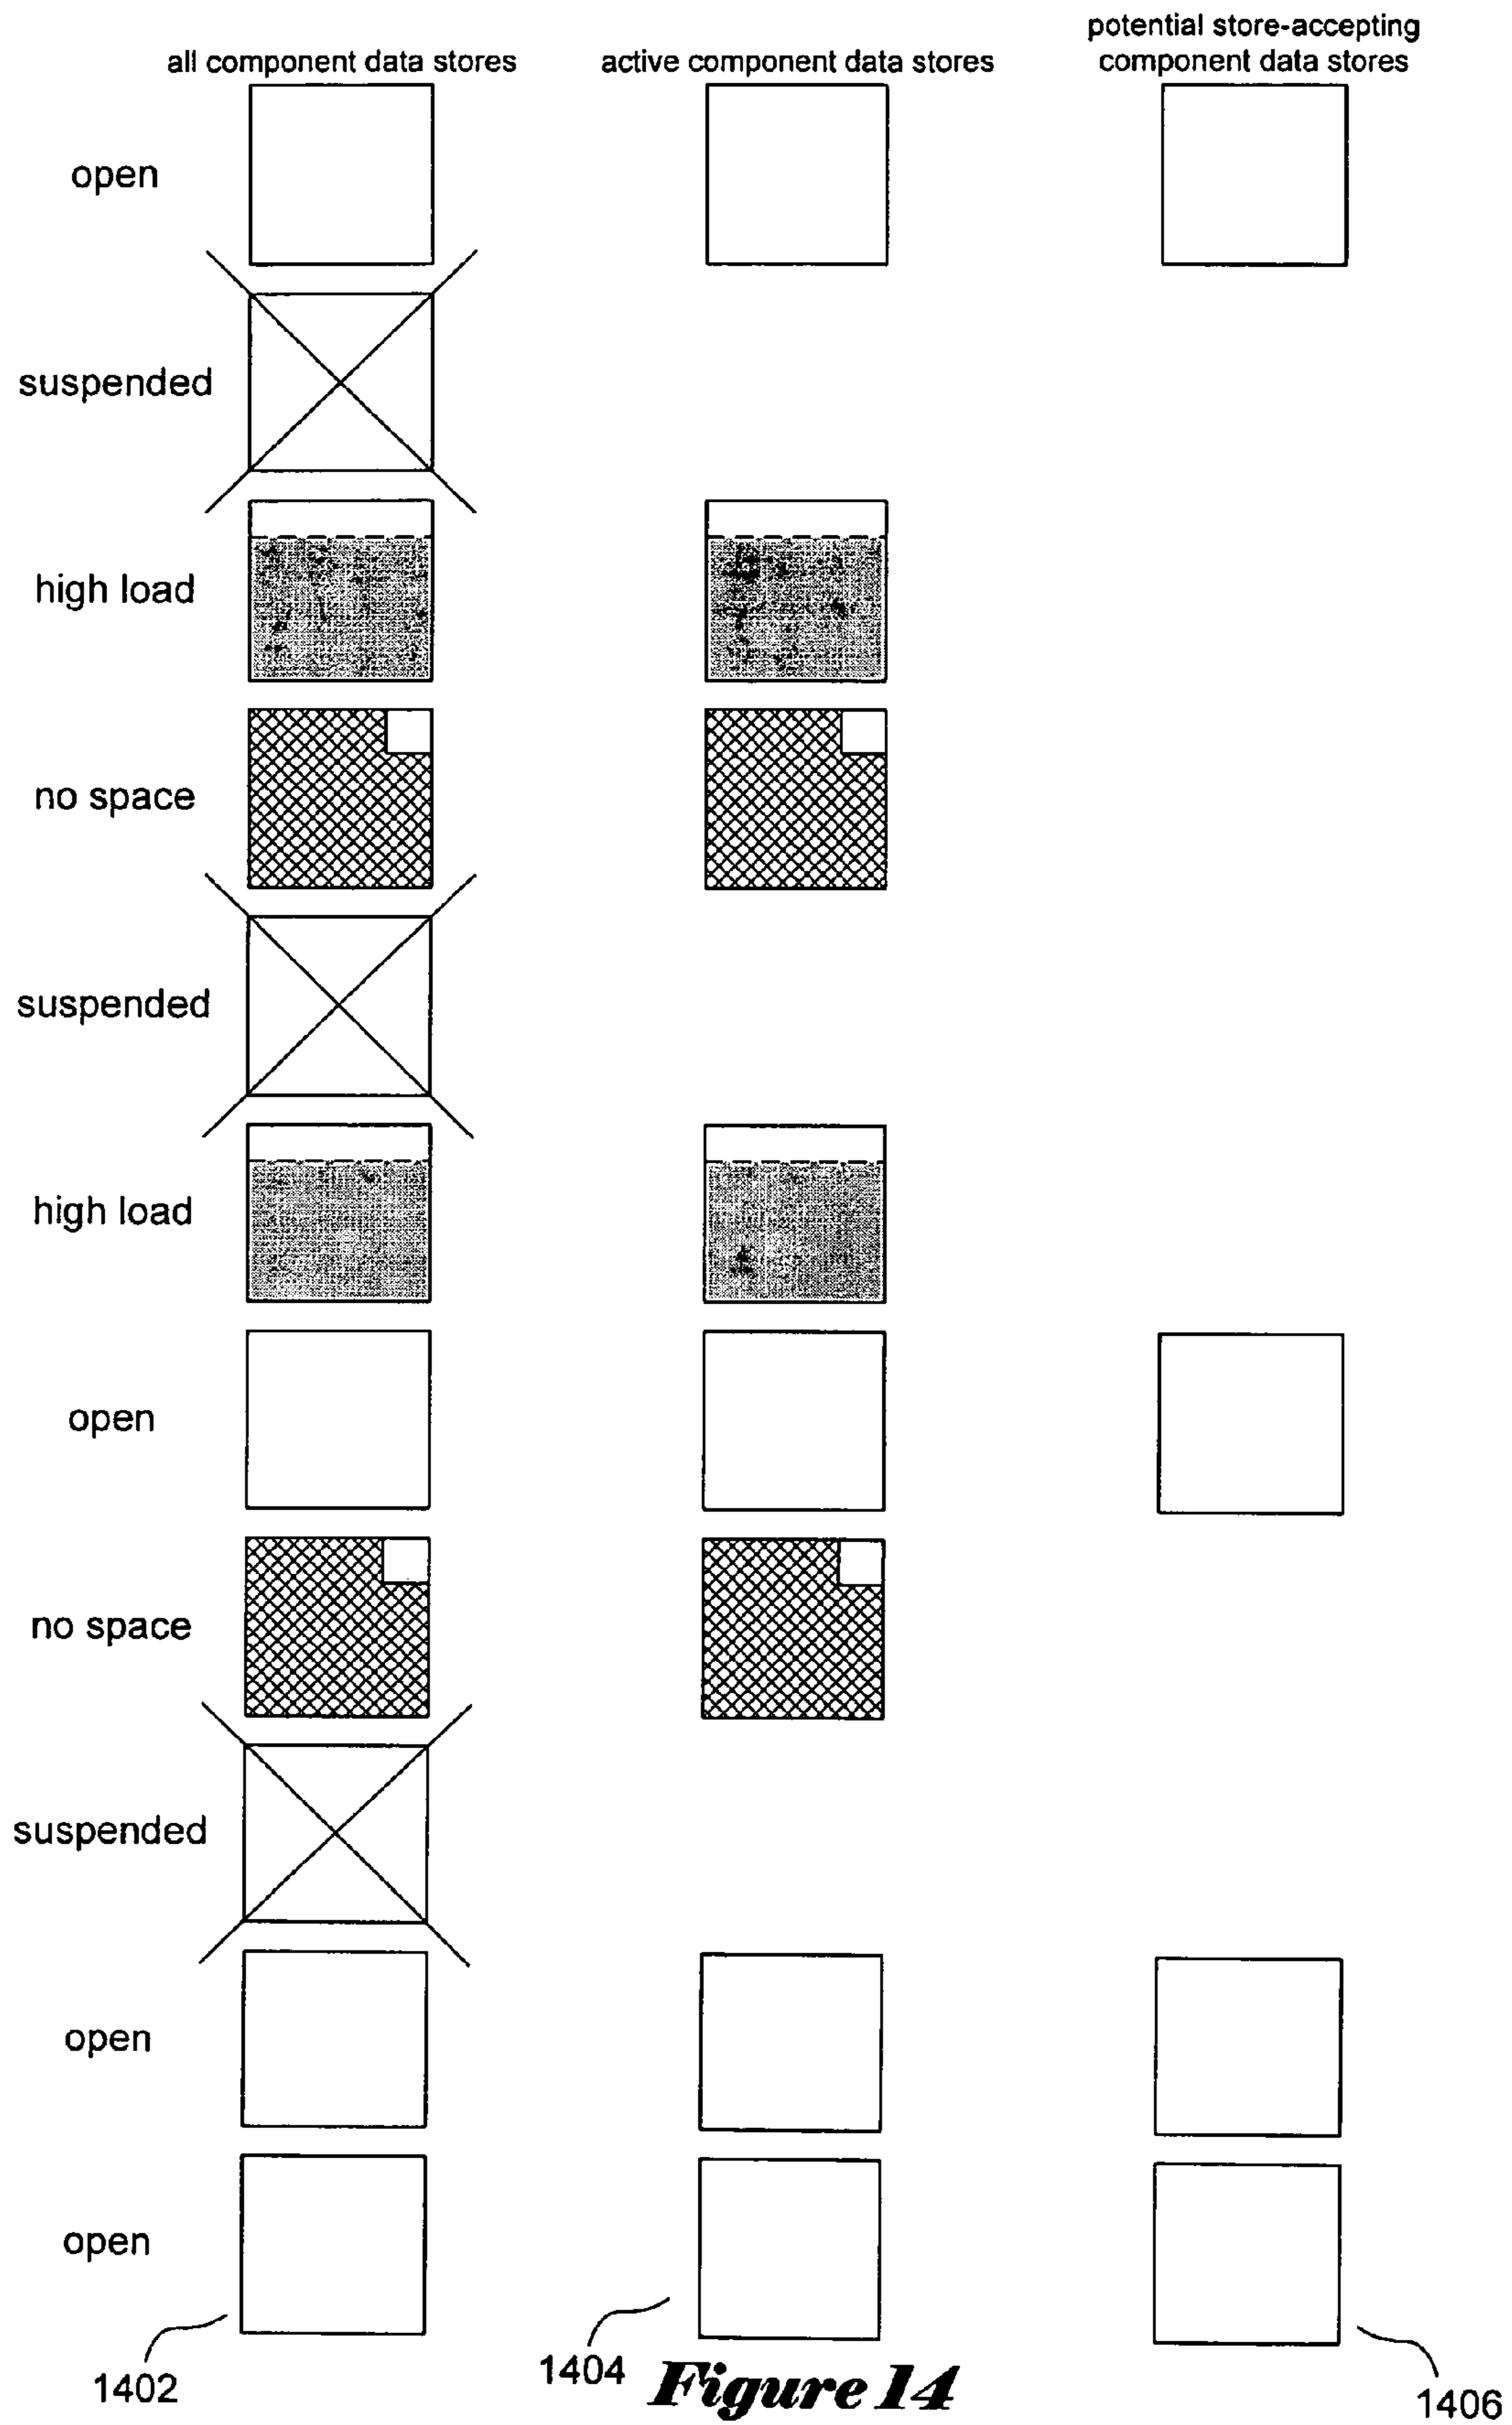 potential store-accepting
all component data stores active component data stores component data stores
open
suspended
high load
no space
suspended
high load
open
no space
suspended
open
open
1402
1404
Figure 14
1406